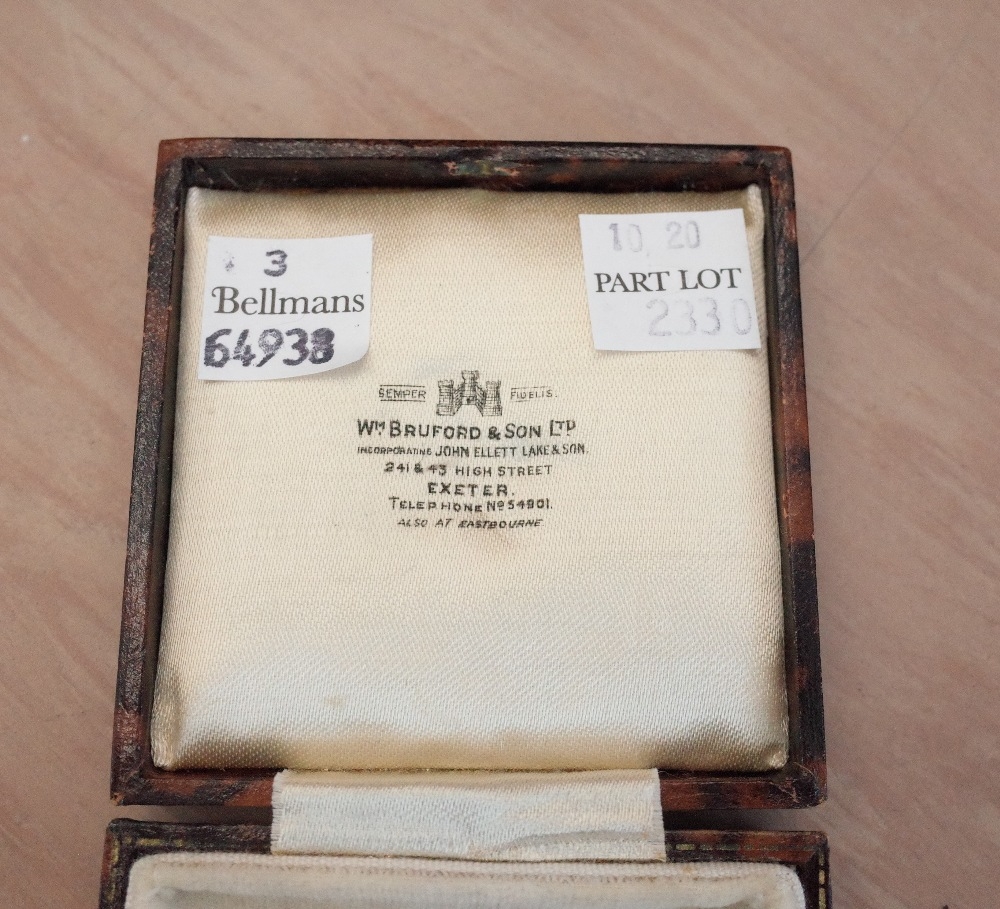 3
Bellmans
64938
10, 20
PART LOT
2330
SEMPER FIDELIS.
WM BRUFORD & SON LTD
INCORPORATING JOHN ELLETT LAKE & SON.
241 & 43 HIGH STREET
EXETER.
TELEPHONE No 54901.
ALSO AT EASTBOURNE